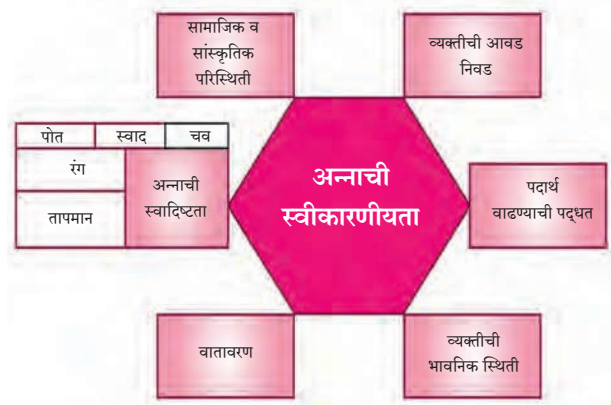 सामाजिक व
सांस्कृतिक
परिस्थिती
व्यक्तीची आवड
निवड
पोत
स्वाद
चव
रंग
तापमान
अन्नाची
स्वादिष्टता
अन्नाची
स्वीकारणीयता
पदार्थ
वाढण्याची पद्धत
वातावरण
व्यक्तीची
भावनिक स्थिती